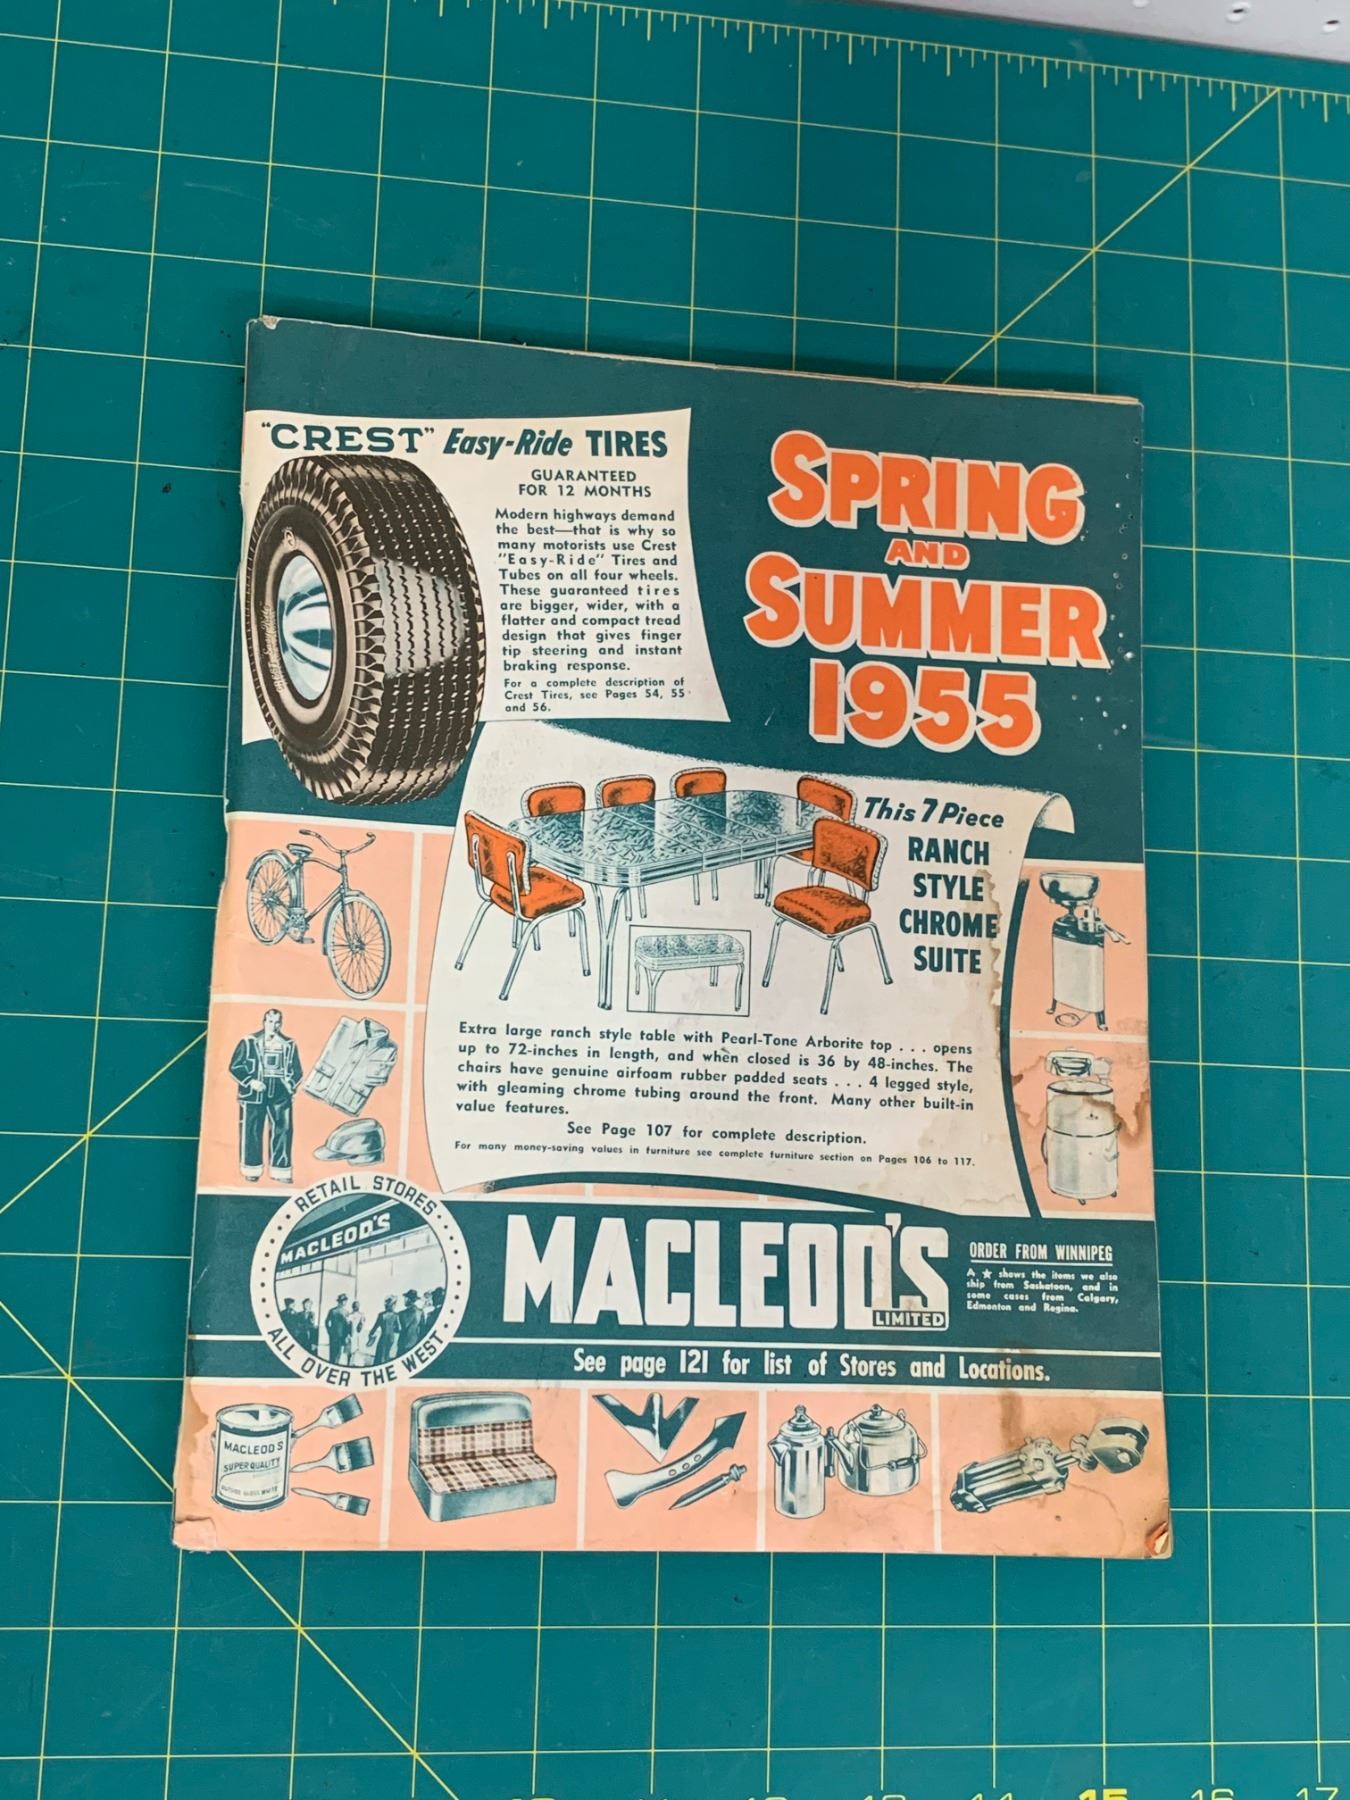 "CREST" Easy-Ride TIRES
GUARANTEED
FOR 12 MONTHS
Modern highways demand
the best—that is why so
many motorists use Crest
"Easy-Ride" Tires and
Tubes on all four wheels.
These guaranteed tires
are bigger, wider, with a
flatter and compact tread
design that gives finger
tip steering and instant
braking response.
For a complete description of
Crest Tires, see Pages 54, 55
and 56.
SPRING
AND
SUMMER
1955
This 7 Piece
RANCH
STYLE
CHROME
SUITE
Extra large ranch style table with Pearl-Tone Arborite top . . . opens
up to 72-inches in length, and when closed is 36 by 48-inches. The
chairs have genuine airfoam rubber padded seats . . . 4 legged style,
with gleaming chrome tubing around the front. Many other built-in
value features.
See Page 107 for complete description.
For many money-saving values in furniture see complete furniture section on Pages 106 to 117.
RETAIL STORES
MACLEOD'S
ALL OVER THE WEST
MACLEOD'S
LIMITED
ORDER FROM WINNIPEG
A ★ shows the items we also
ship from Saskatoon, and in
some cases from Calgary,
Edmonton and Regina.
See page 121 for list of Stores and Locations.
MACLEOD'S
SUPER QUALITY
OUTSIDE GLOSS WHITE
15
16
17